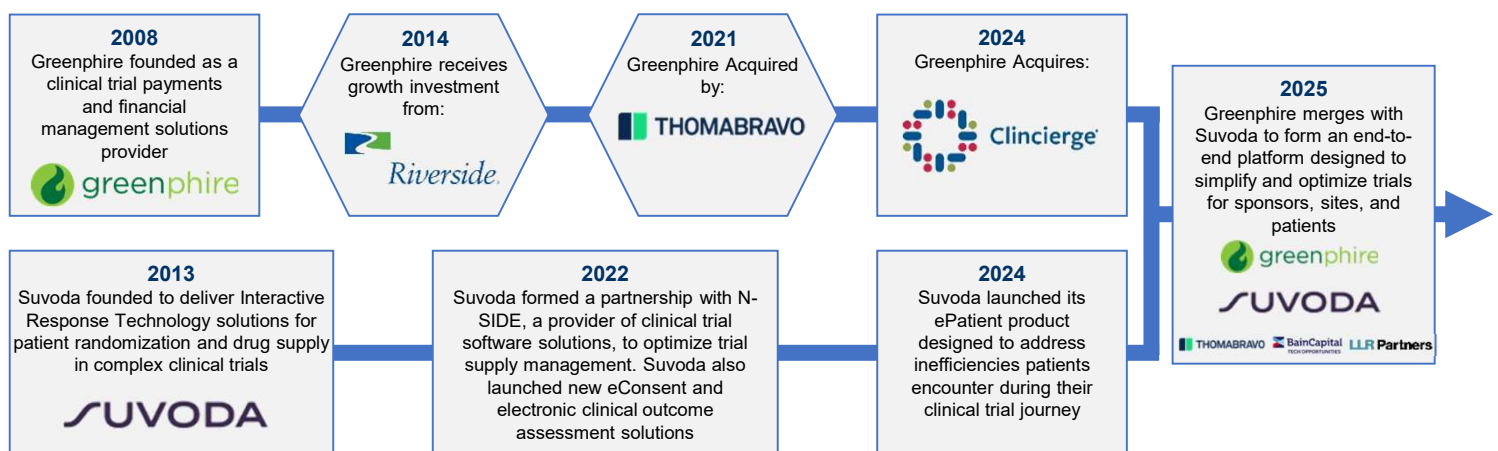 2008
Greenphire founded as a
clinical trial payments
and financial
management solutions
provider
greenphire
2014
Greenphire receives
growth investment
from:
Riverside
2021
Greenphire Acquired
by:
THOMABRAVO
2024
Greenphire Acquires:
Clincierge
2025
Greenphire merges with
Suvoda to form an end-to-
end platform designed to
simplify and optimize trials
for sponsors, sites, and
patients
greenphire
SUVODA
THOMABRAVO BainCapital LLR Partners
TECH OPPORTUNITIES
2013
Suvoda founded to deliver Interactive
Response Technology solutions for
patient randomization and drug supply
in complex clinical trials
SUVODA
2022
Suvoda formed a partnership with N-
SIDE, a provider of clinical trial
software solutions, to optimize trial
supply management. Suvoda also
launched new eConsent and
electronic clinical outcome
assessment solutions
2024
Suvoda launched its
ePatient product
designed to address
inefficiencies patients
encounter during their
clinical trial journey